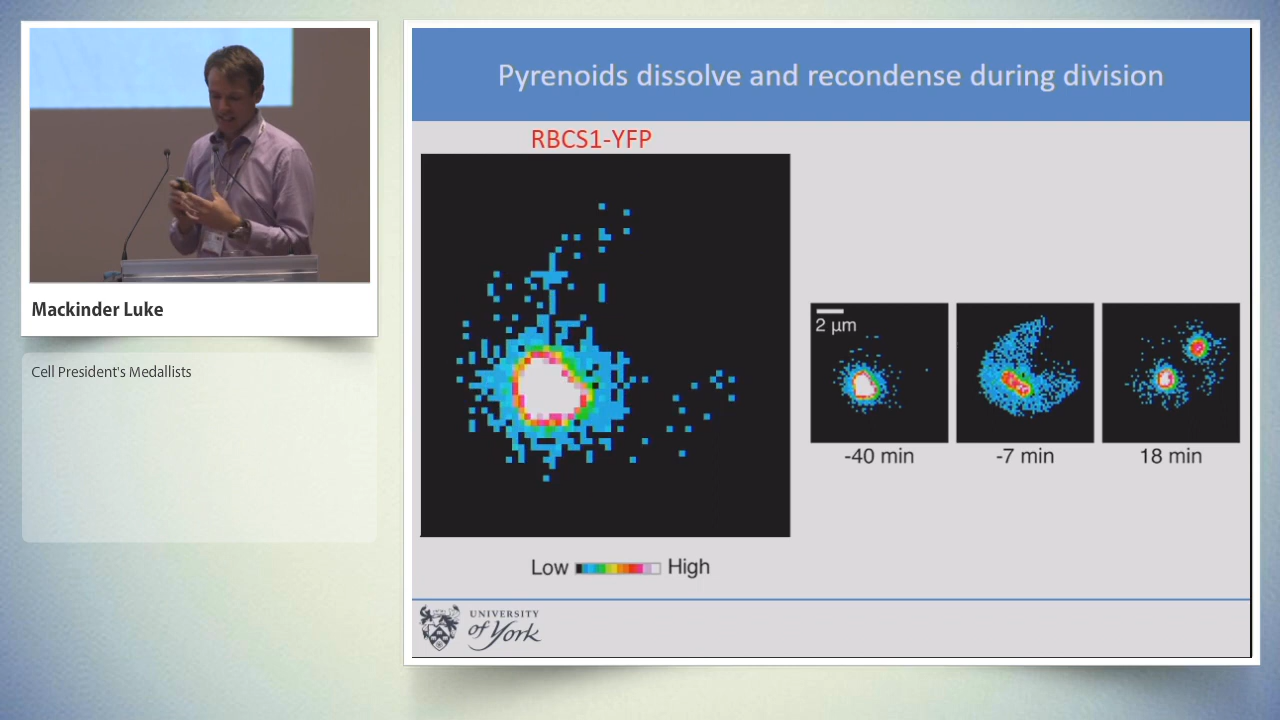 Mackinder Luke
Cell President's Medallists
Pyrenoids dissolve and recondense during division
RBCS1-YFP
2 µm
-40 min
-7 min
18 min
Low
High
UNIVERSITY
of York